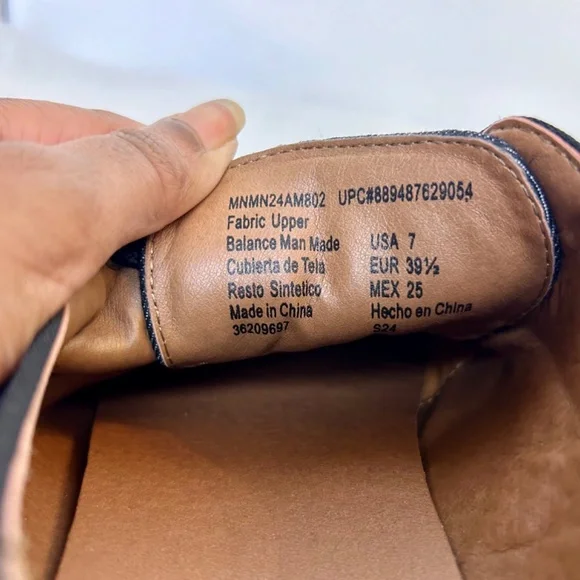 MNMN24AM802 UPC#889487629054
Fabric Upper
Balance Man Made USA 7
Cubierta de Tela EUR 39½
Resto Sintetico MEX 25
Made in China Hecho en China
36209697 S24